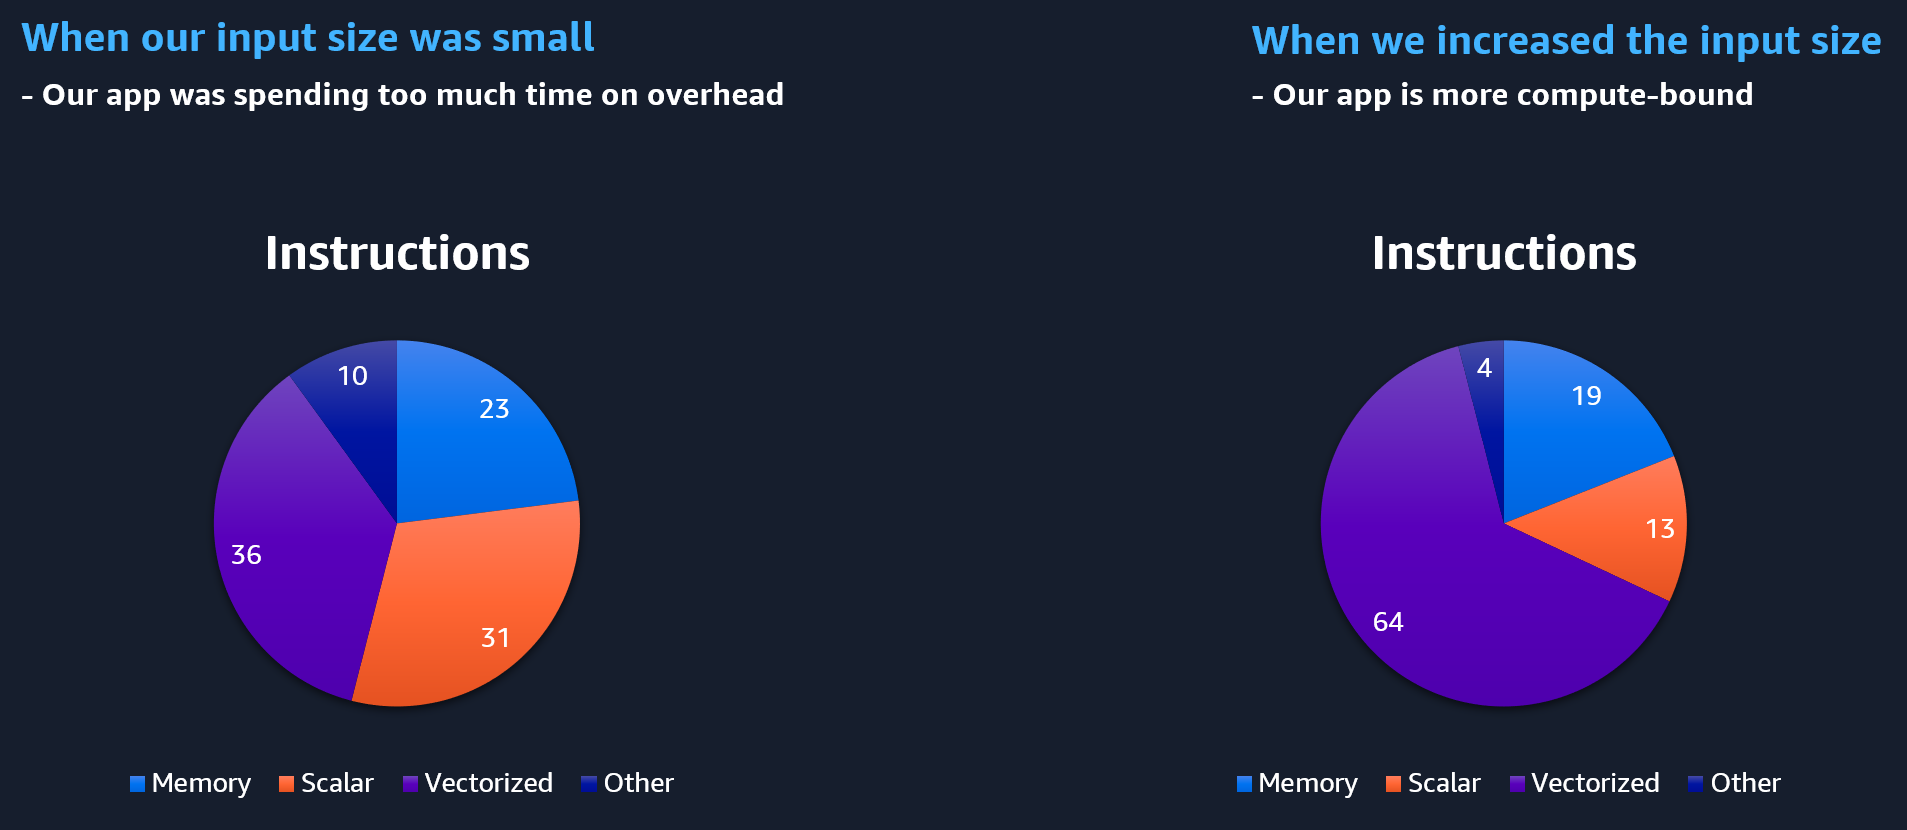 When our input size was small
- Our app was spending too much time on overhead
Instructions
10
23
36
31
Memory Scalar Vectorized Other
When we increased the input size
- Our app is more compute-bound
Instructions
4
19
13
64
Memory Scalar Vectorized Other